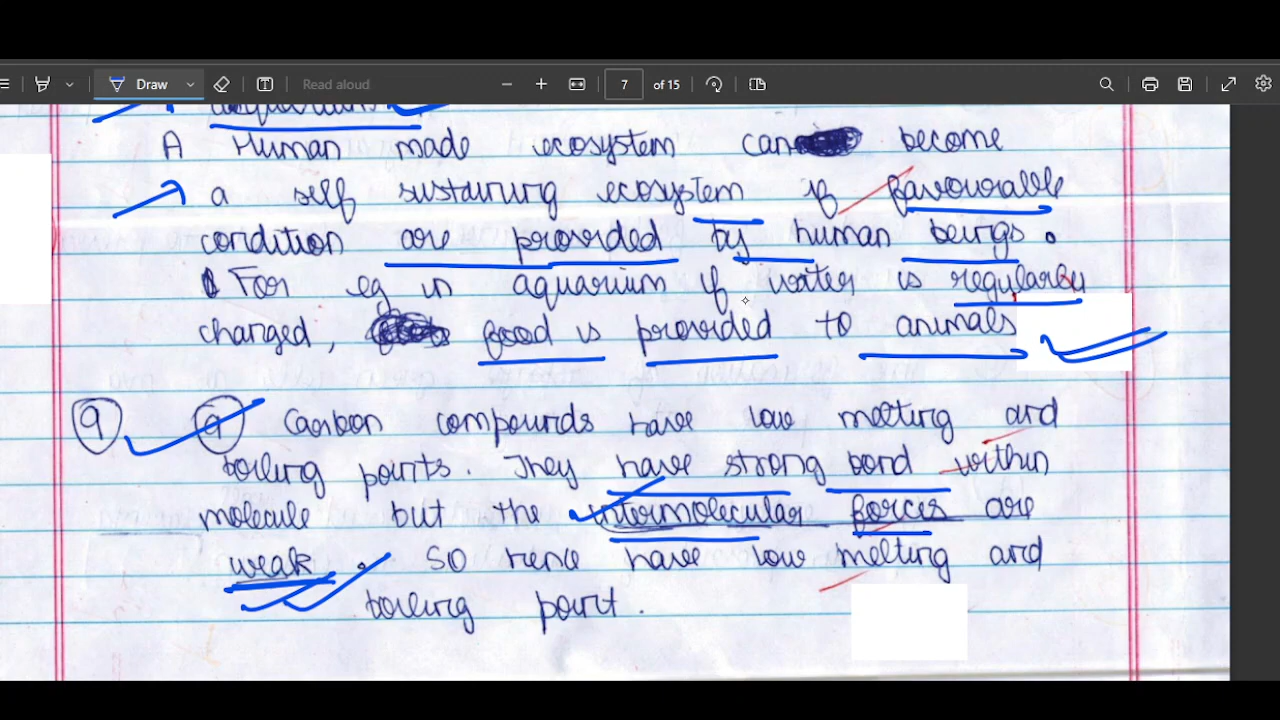 Draw
Read aloud
7 of 15
A Human made ecosystem can become
a self sustaining ecosystem if favourable
condition are provided by human beings.
For eg in aquarium if water is regularly
changed, food is provided to animals
9 a Carbon compounds have low melting and
boiling points. They have strong bond within
molecule but the intermolecular forces are
weak. So hence have low melting and
boiling point.